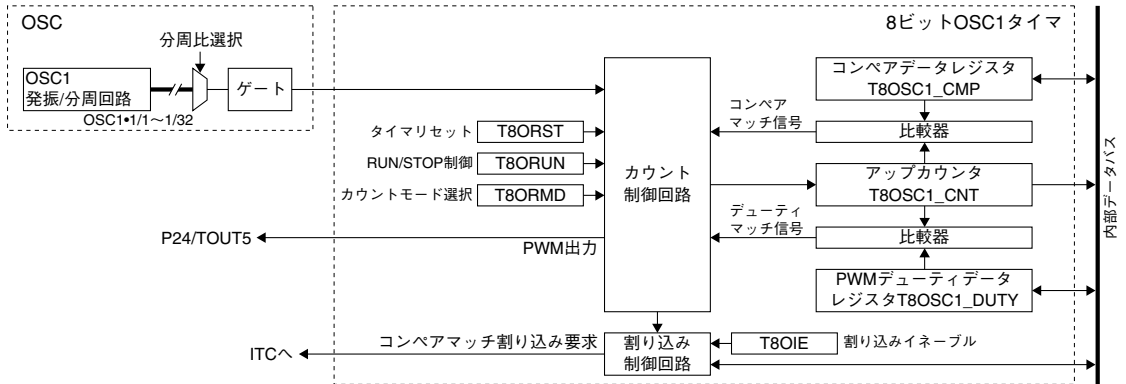 OSC
8ビットOSC1タイマ
分周比選択
OSC1
発振/分周回路
ゲート
OSC1•1/1～1/32
コンペアデータレジスタ
T8OSC1_CMP
コンペア
マッチ信号
比較器
タイマリセット
T8ORST
RUN/STOP制御
T8ORUN
カウントモード選択
T8ORMD
カウント
制御回路
アップカウンタ
T8OSC1_CNT
内部データバス
デューティ
マッチ信号
比較器
P24/TOUT5
PWM出力
PWMデューティデータ
レジスタT8OSC1_DUTY
ITCへ
コンペアマッチ割り込み要求
割り込み
制御回路
T8OIE
割り込みイネーブル